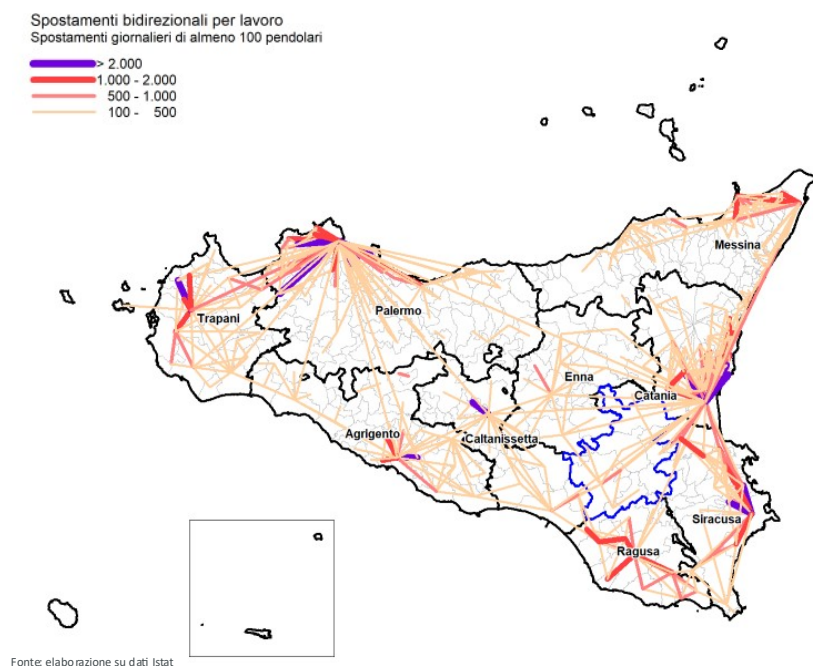 Spostamenti bidirezionali per lavoro
Spostamenti giornalieri di almeno 100 pendolari
> 2.000
1.000 - 2.000
500 - 1.000
100 - 500
Messina
Palermo
Trapani
Enna
Catania
Agrigento
Caltanissetta
Siracusa
Ragusa
Fonte: elaborazione su dati Istat